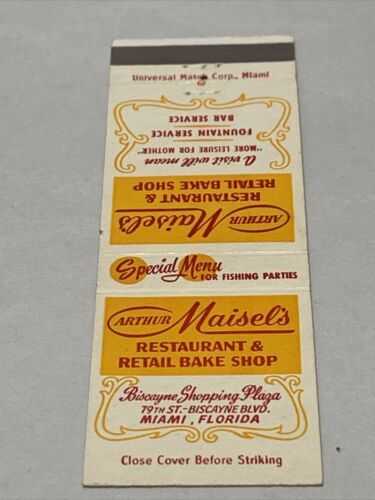 Universal Match Corp., Miami
BAR SERVICE
FOUNTAIN SERVICE
"MORE LEISURE FOR MOTHER"
A visit will mean
RETAIL BAKE SHOP
RESTAURANT &
ARTHUR Maisel's
Special Menu
FOR FISHING PARTIES
ARTHUR Maisel's
RESTAURANT &
RETAIL BAKE SHOP
Biscayne Shopping Plaza
79TH ST.-BISCAYNE BLVD.
MIAMI, FLORIDA
Close Cover Before Striking